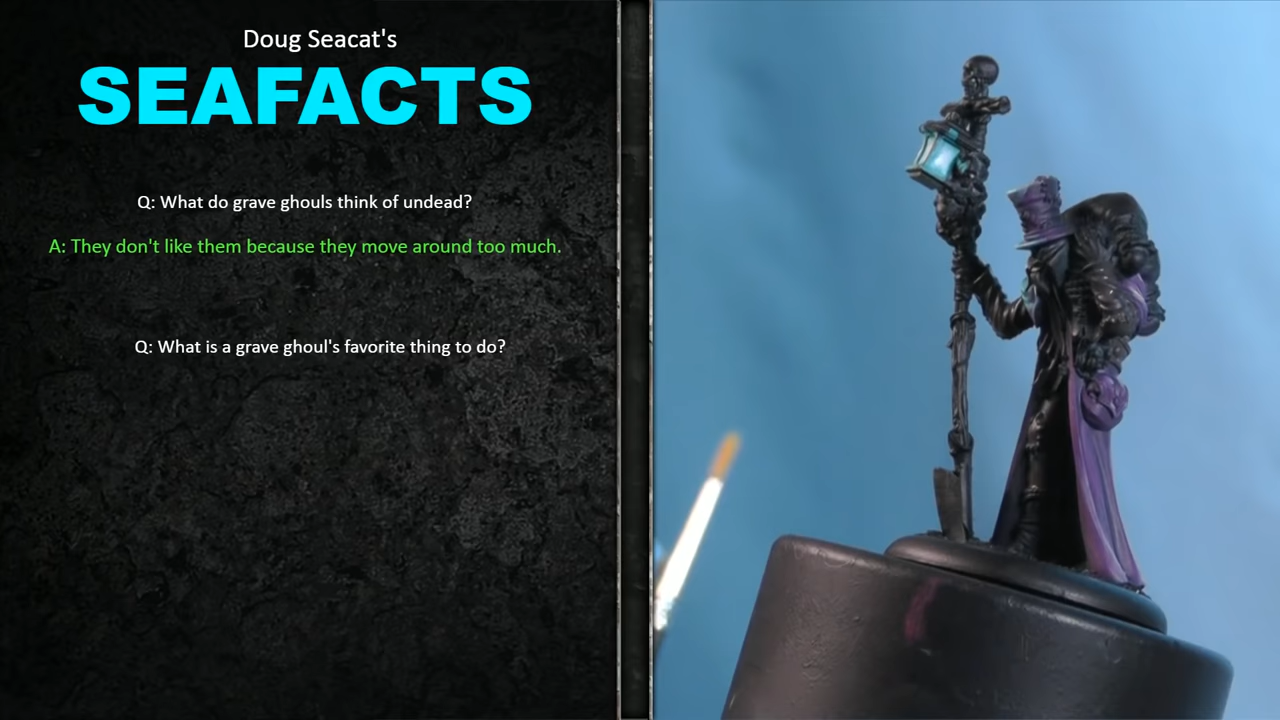 Doug Seacat's
SEAFACTS
Q: What do grave ghouls think of undead?
A: They don't like them because they move around too much.
Q: What is a grave ghoul's favorite thing to do?